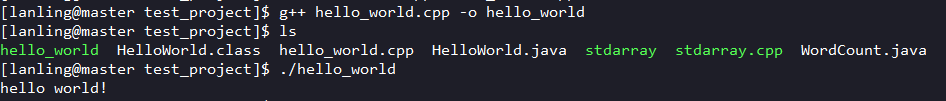 [lanling@master test_project]$ g++ hello_world.cpp -o hello_world
[lanling@master test_project]$ ls
hello_world HelloWorld.class hello_world.cpp HelloWorld.java stdarray stdarray.cpp WordCount.java
[lanling@master test_project]$ ./hello_world
hello world!